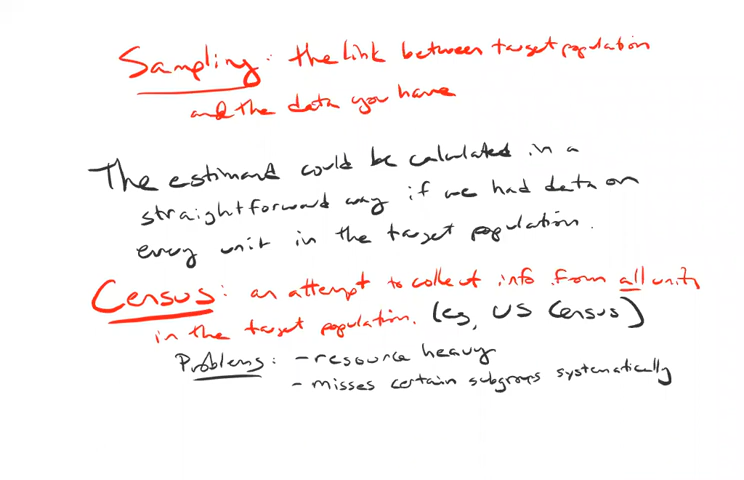 Sampling: the link between target population
and the data you have
The estimand could be calculated in a
straightforward way if we had data on
every unit in the target population.
Census: an attempt to collect info from all units
in the target population. (eg, US Census)
Problems: - resource heavy
- misses certain subgroups systematically